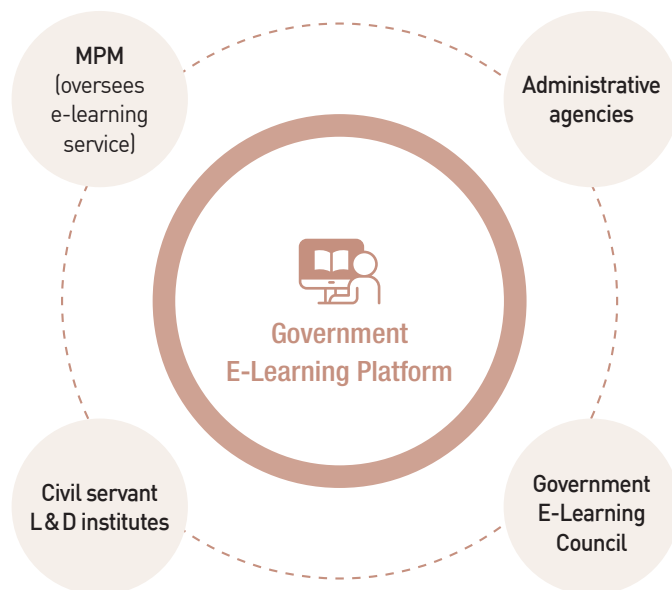 MPM
(oversees
e-learning
service)
Administrative
agencies
Government
E-Learning Platform
Civil servant
L&D institutes
Government
E-Learning
Council